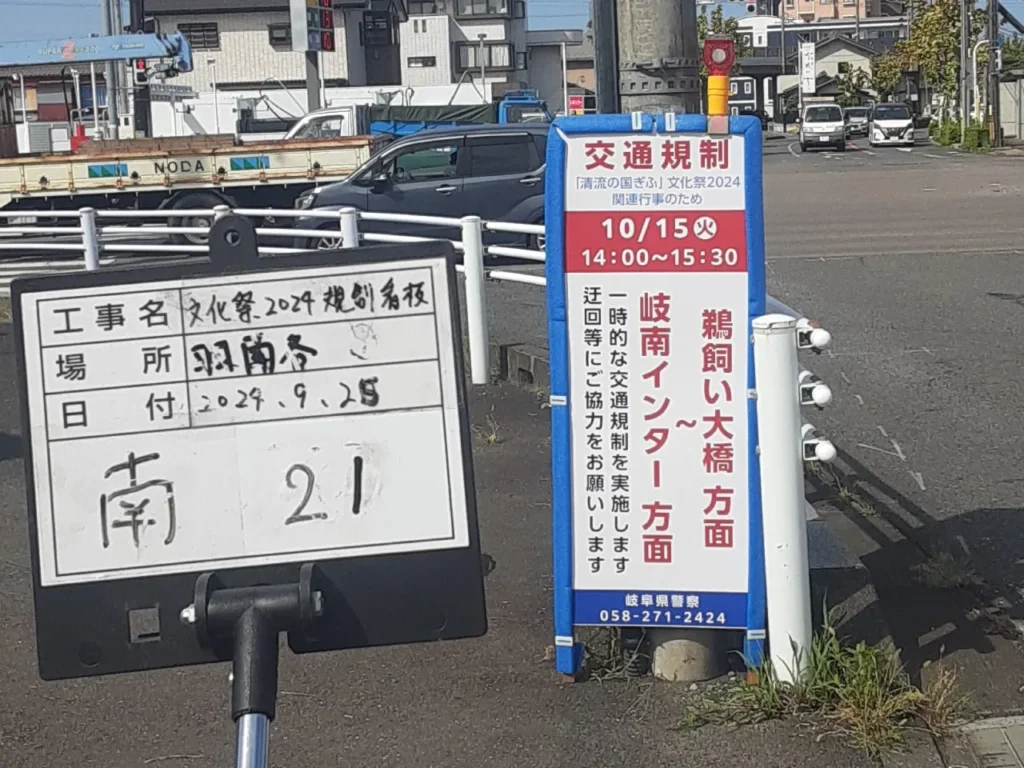 工事名 文化祭2024規制看板
場所
日付 2024.9.25
南 21
交通規制
「清流の国ぎふ」文化祭2024
関連行事のため
10/15火
14:00~15:30
鵜飼い大橋 方面
~
岐南インター 方面
一時的な交通規制を実施します
迂回等にご協力をお願いします
岐阜県警察
058-271-2424
NODA